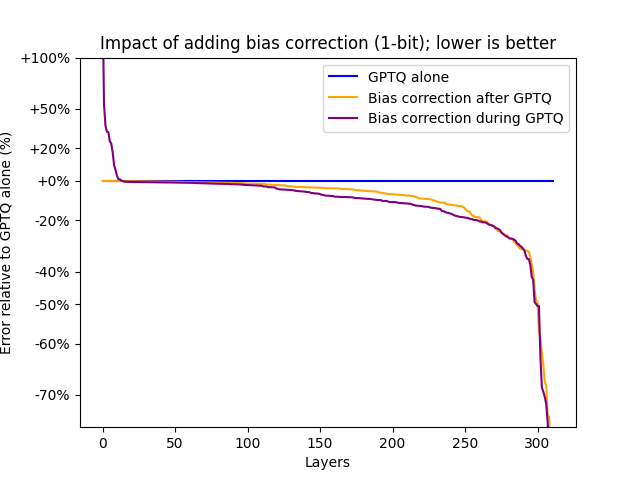 Impact of adding bias correction (1-bit); lower is better
GPTQ alone
Bias correction after GPTQ
Bias correction during GPTQ
Error relative to GPTQ alone (%)
+100%
+50%
+20%
+0%
-20%
-40%
-50%
-60%
-70%
0 50 100 150 200 250 300
Layers